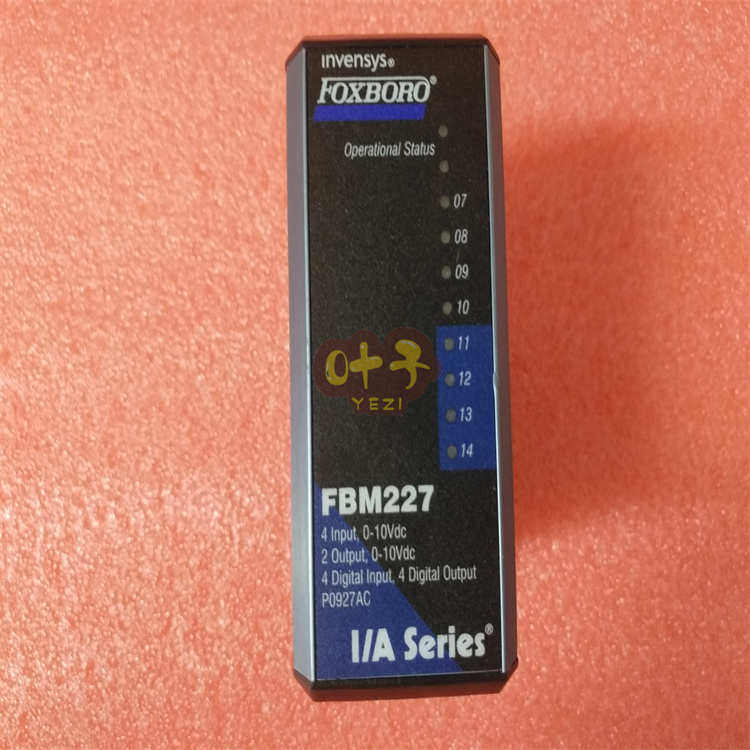 invensys®
FOXBORO®
Operational Status
07
08
09
10
11
12
13
14
叶子
YEZI
FBM227
4 Input, 0-10Vdc
2 Output, 0-10Vdc
4 Digital Input, 4 Digital Output
P0927AC
I/A Series®